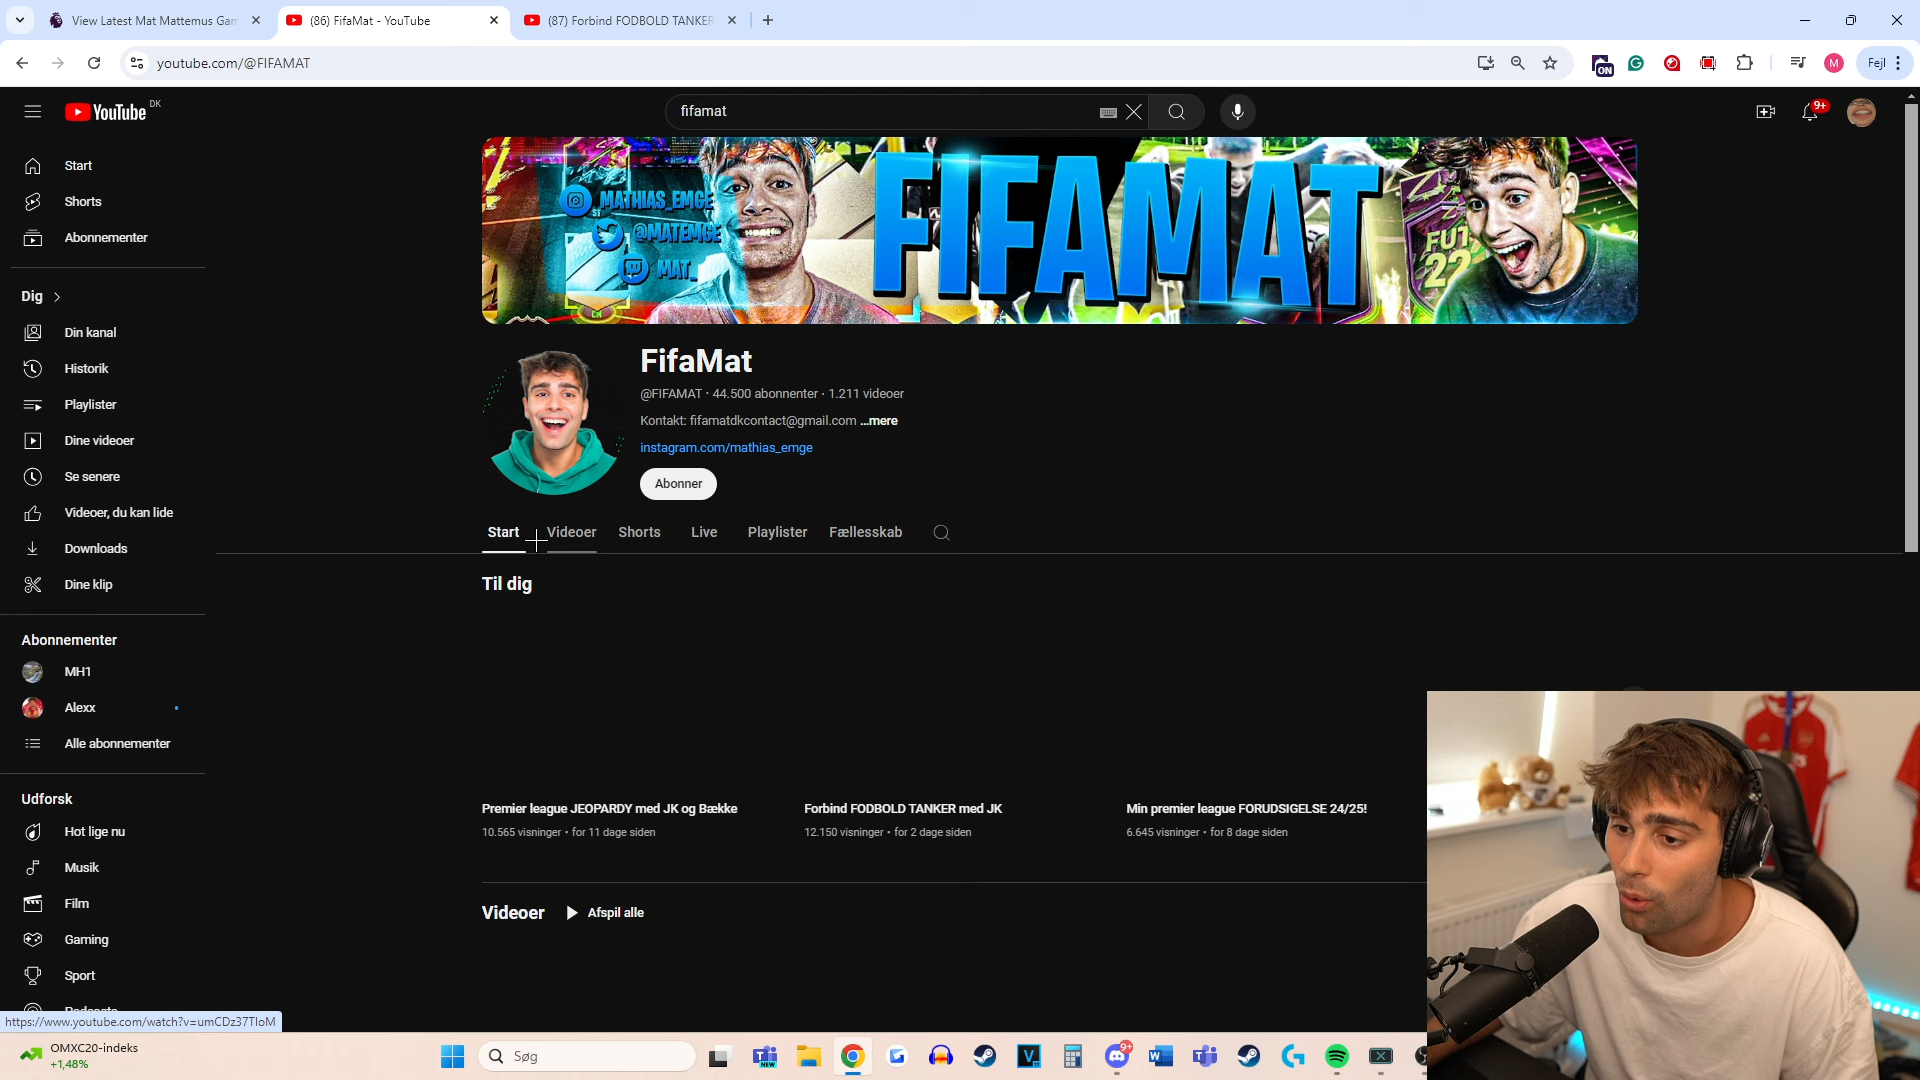 View Latest Mat Mattemus Gam
(86) FifaMat - YouTube
(87) Forbind FODBOLD TANKER
youtube.com/@FIFAMAT
ON
M
Fejl
YouTube
DK
fifamat
9+
Start
Shorts
Abonnementer
Dig
Din kanal
Historik
Playlister
Dine videoer
Se senere
Videoer, du kan lide
Downloads
Dine klip
Abonnementer
MH1
Alexx
Alle abonnementer
Udforsk
Hot lige nu
Musik
Film
Gaming
Sport
Podcasts
MATHIAS_EMGE
@MATEMGE
MAT_
FIFAMAT
FUT
22
FifaMat
@FIFAMAT • 44.500 abonnenter • 1.211 videoer
Kontakt: fifamatdkcontact@gmail.com ...mere
instagram.com/mathias_emge
Abonner
Start
Videoer
Shorts
Live
Playlister
Fællesskab
Til dig
Premier league JEOPARDY med JK og Bække
10.565 visninger • for 11 dage siden
Forbind FODBOLD TANKER med JK
12.150 visninger • for 2 dage siden
Min premier league FORUDSIGELSE 24/25!
6.645 visninger • for 8 dage siden
Videoer
Afspil alle
https://www.youtube.com/watch?v=umCDz37TIoM
OMXC20-indeks
+1,48%
Søg
NEW
9+